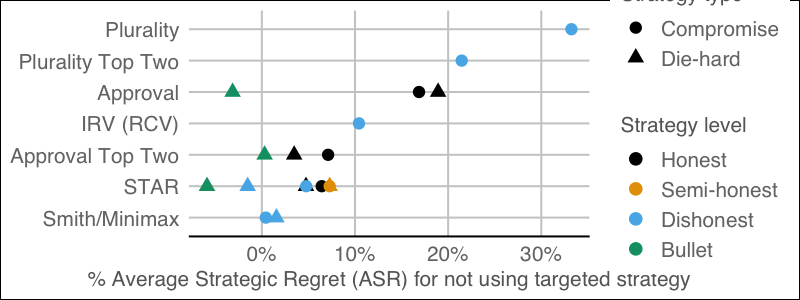 Strategy type
Plurality
Compromise
Plurality Top Two
Die-hard
Approval
IRV (RCV)
Strategy level
Approval Top Two
Honest
STAR
Semi-honest
Smith/Minimax
Dishonest
0% 10% 20% 30%
Bullet
% Average Strategic Regret (ASR) for not using targeted strategy